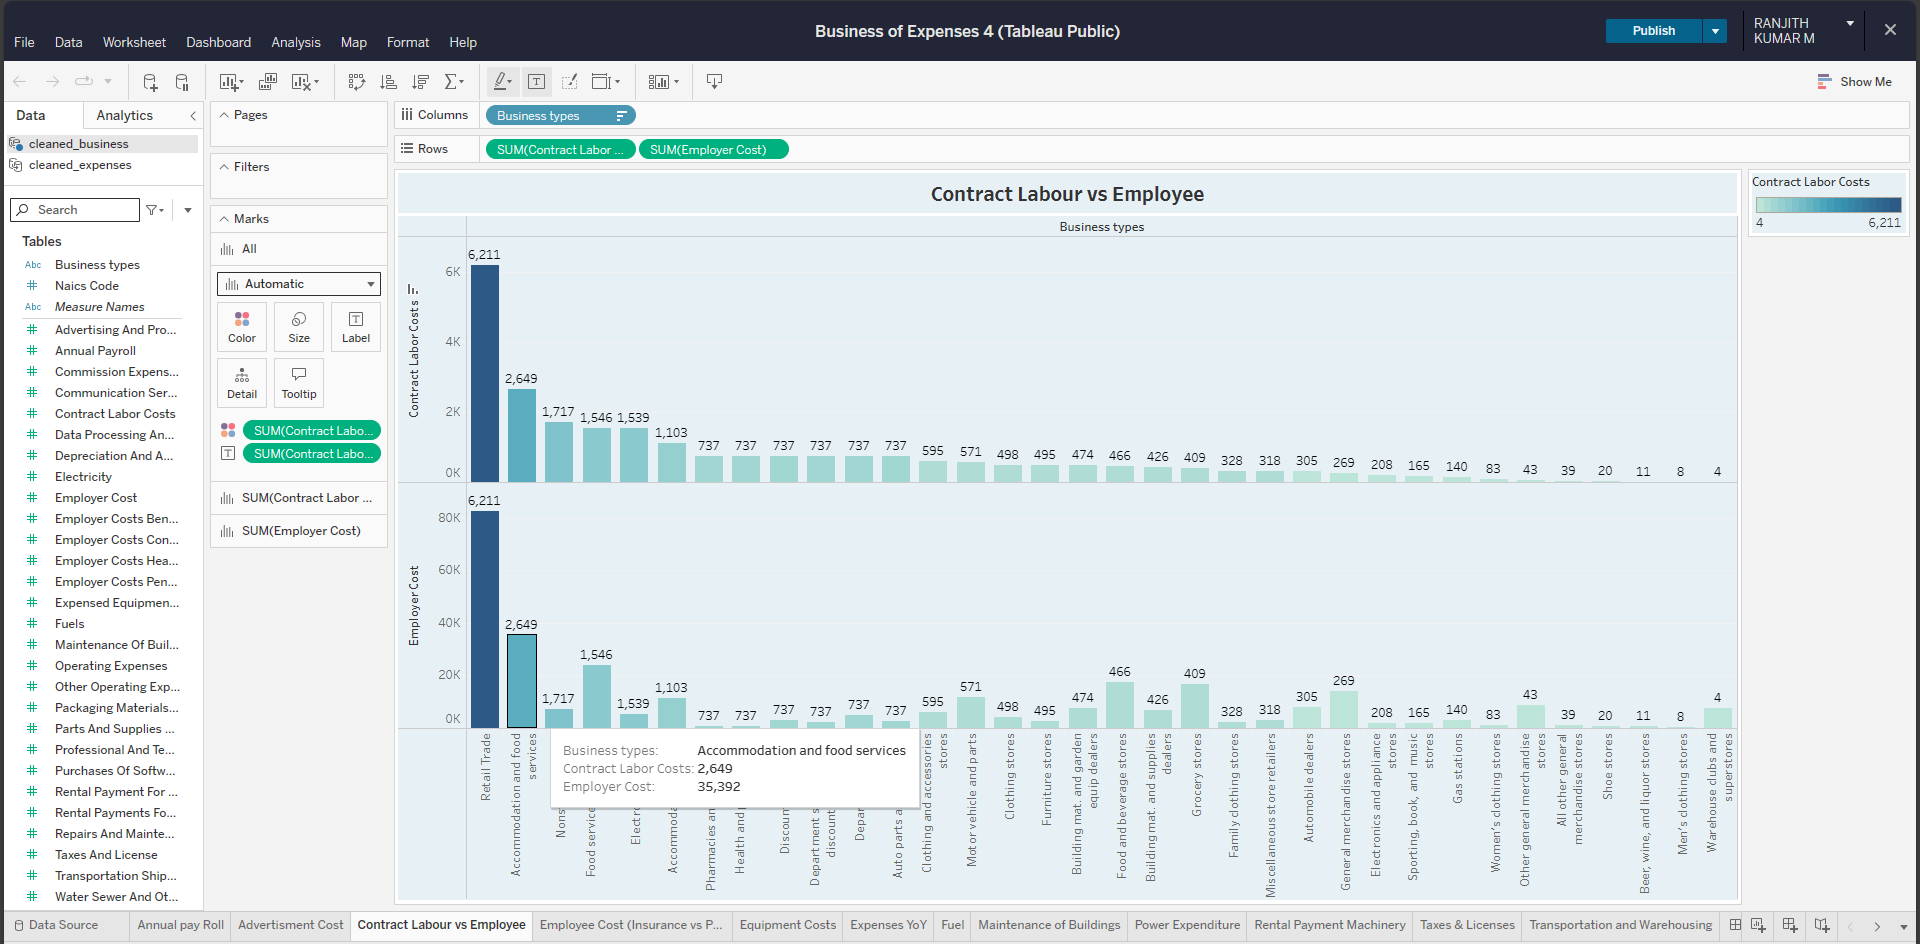 Business of Expenses 4 (Tableau Public)
Publish
RANJITH
KUMAR M
File Data Worksheet Dashboard Analysis Map Format Help
Show Me
Data Analytics
cleaned_business
cleaned_expenses
Search
Tables
Abc Business types
Naics Code
Abc Measure Names
Advertising And Pro...
Annual Payroll
Commission Expens...
Communication Ser...
Contract Labor Costs
Data Processing An...
Depreciation And A...
Electricity
Employer Cost
Employer Costs Ben...
Employer Costs Con...
Employer Costs Hea...
Employer Costs Pen...
Expensed Equipmen...
Fuels
Maintenance Of Buil...
Operating Expenses
Other Operating Exp...
Packaging Materials...
Parts And Supplies ...
Professional And Te...
Purchases Of Softw...
Rental Payment For ...
Rental Payments Fo...
Repairs And Mainte...
Taxes And License
Transportation Ship...
Water Sewer And Ot...
Pages
Filters
Marks
All
Automatic
Color Size Label
Detail Tooltip
SUM(Contract Labo...
SUM(Contract Labo...
SUM(Contract Labor ...
SUM(Employer Cost)
Columns Business types
Rows SUM(Contract Labor ... SUM(Employer Cost)
Contract Labour vs Employee
Business types
Contract Labor Costs
6K
4K
2K
0K
6,211 2,649 1,717 1,546 1,539 1,103 737 737 737 737 737 737 595 571 498 495 474 466 426 409 328 318 305 269 208 165 140 83 43 39 20 11 8 4
Employer Cost
80K
60K
40K
20K
0K
6,211 2,649 1,717 1,546 1,539 1,103 737 737 737 737 737 737 595 571 498 495 474 466 426 409 328 318 305 269 208 165 140 83 43 39 20 11 8 4
Retail Trade
Accommodation and food
services
Nons
Food service
Electro
Accommoda
Pharmacies an
Health and
Discoun
Department s
discount
Depar
Auto parts a
Clothing and accessories
stores
Motor vehicle and parts
Clothing stores
Furniture stores
Building mat. and garden
equip dealers
Food and beverage stores
Building mat. and supplies
dealers
Grocery stores
Family clothing stores
Miscellaneous store retailers
Automobile dealers
General merchandise stores
Electronics and appliance
stores
Sporting, book, and music
stores
Gas stations
Women's clothing stores
Other general merchandise
stores
All other general
merchandise stores
Shoe stores
Beer, wine, and liquor stores
Men's clothing stores
Warehouse clubs and
superstores
Business types: Accommodation and food services
Contract Labor Costs: 2,649
Employer Cost: 35,392
Contract Labor Costs
4 6,211
Data Source Annual pay Roll Advertisment Cost Contract Labour vs Employee Employee Cost (Insurance vs P... Equipment Costs Expenses YoY Fuel Maintenance of Buildings Power Expenditure Rental Payment Machinery Taxes & Licenses Transportation and Warehousing